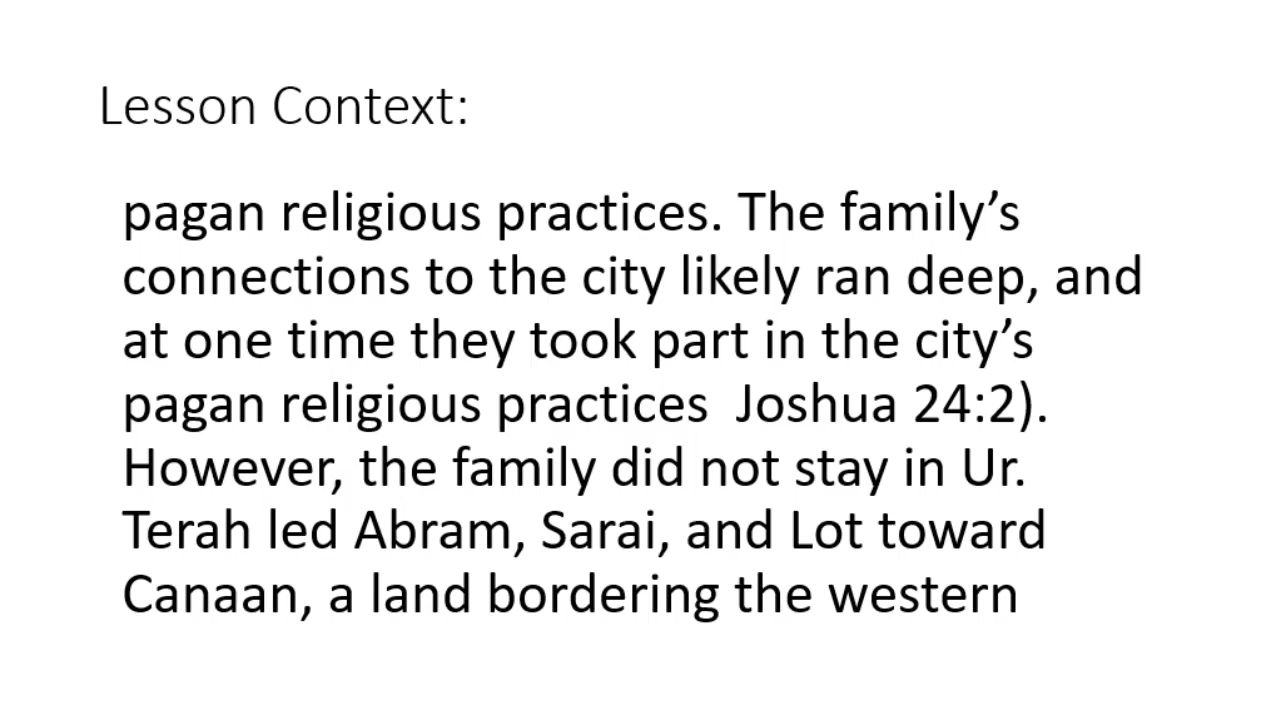 Lesson Context:
pagan religious practices. The family’s
connections to the city likely ran deep, and
at one time they took part in the city’s
pagan religious practices  Joshua 24:2).
However, the family did not stay in Ur.
Terah led Abram, Sarai, and Lot toward
Canaan, a land bordering the western